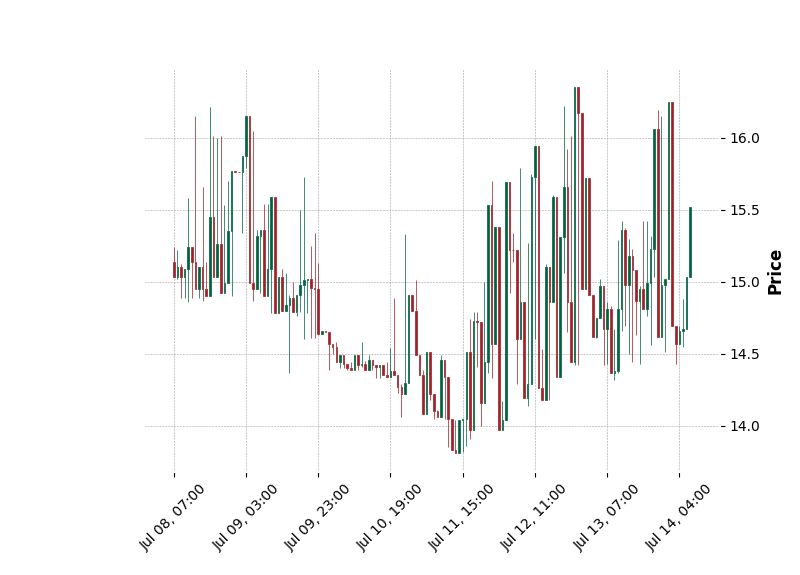 16.0
15.5
15.0
14.5
14.0
Price
Jul 08, 07:00
Jul 09, 03:00
Jul 09, 23:00
Jul 10, 19:00
Jul 11, 15:00
Jul 12, 11:00
Jul 13, 07:00
Jul 14, 04:00